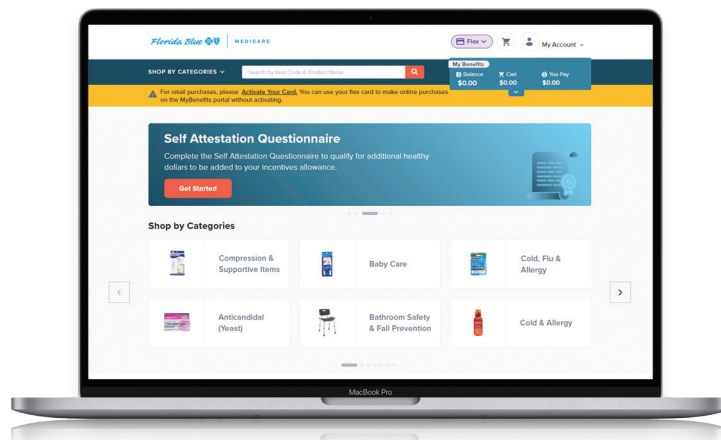 Florida Blue
MEDICARE
Flex
My Account
SHOP BY CATEGORIES
Search by Item Code & Product Name
My Benefits
Balance
Cart
You Pay
$0.00
$0.00
$0.00
For retail purchases, please Activate Your Card. You can use your flex card to make online purchases
on the MyBenefits portal without activating.
Self Attestation Questionnaire
Complete the Self Attestation Questionnaire to qualify for additional healthy
dollars to be added to your incentives allowance.
Get Started
Shop by Categories
Compression &
Supportive Items
Baby Care
Cold, Flu &
Allergy
Anticandidal
(Yeast)
Bathroom Safety
& Fall Prevention
Cold & Allergy
MacBook Pro